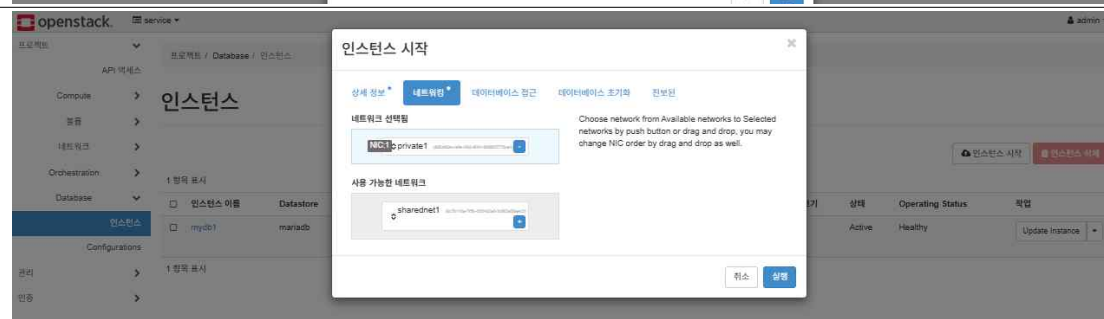 openstack.
service
admin
프로젝트
API 액세스
Compute
볼륨
네트워크
Orchestration
Database
인스턴스
Configurations
관리
인증
프로젝트 / Database / 인스턴스
인스턴스
인스턴스 시작
인스턴스 삭제
1 항목 표시
인스턴스 이름
Datastore
상태
Operating Status
작업
mydb1
mariadb
Active
Healthy
Update Instance
1 항목 표시
인스턴스 시작
×
상세 정보 *
네트워킹 *
데이터베이스 접근
데이터베이스 초기화
진보된
네트워크 선택됨
NIC:1
private1
사용 가능한 네트워크
sharednet1
Choose network from Available networks to Selected
networks by push button or drag and drop, you may
change NIC order by drag and drop as well.
취소
실행